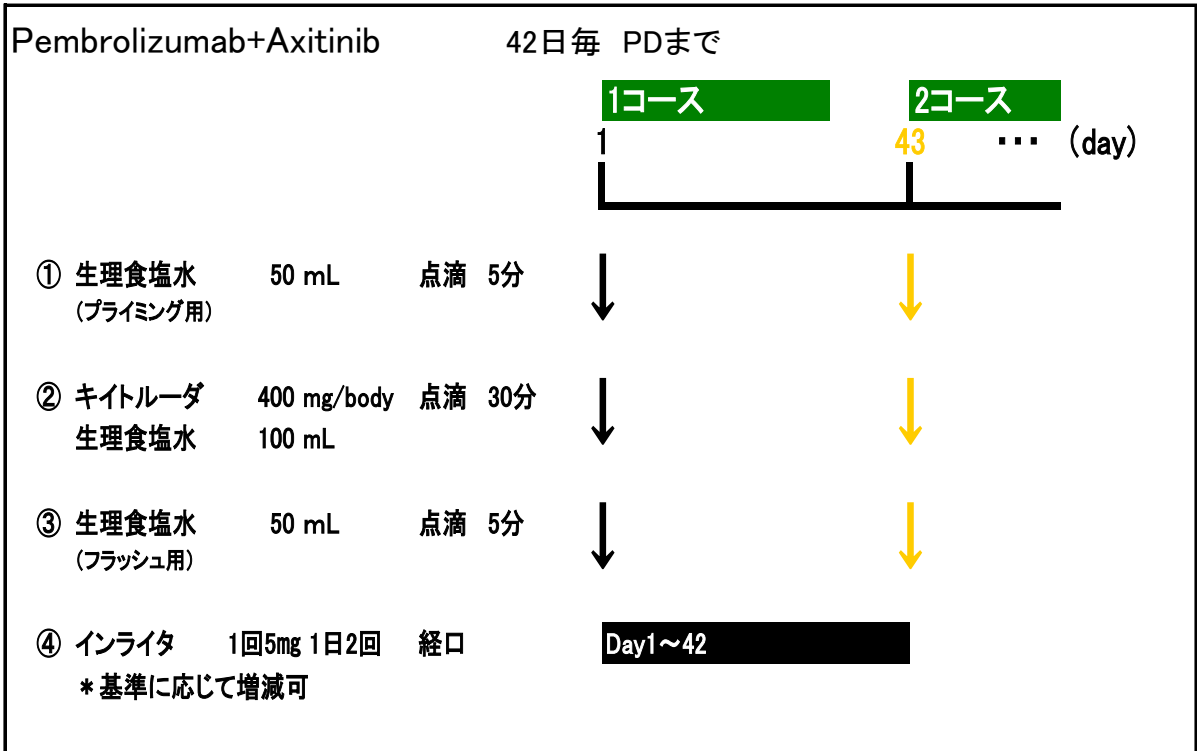 Pembrolizumab+Axitinib 42日毎 PDまで
1コース 2コース
1 43 ・・・ (day)
① 生理食塩水 50 mL 点滴 5分
(プライミング用)
② キイトルーダ 400 mg/body 点滴 30分
生理食塩水 100 mL
③ 生理食塩水 50 mL 点滴 5分
(フラッシュ用)
④ インライタ 1回5㎎ 1日2回 経口 Day1～42
＊基準に応じて増減可